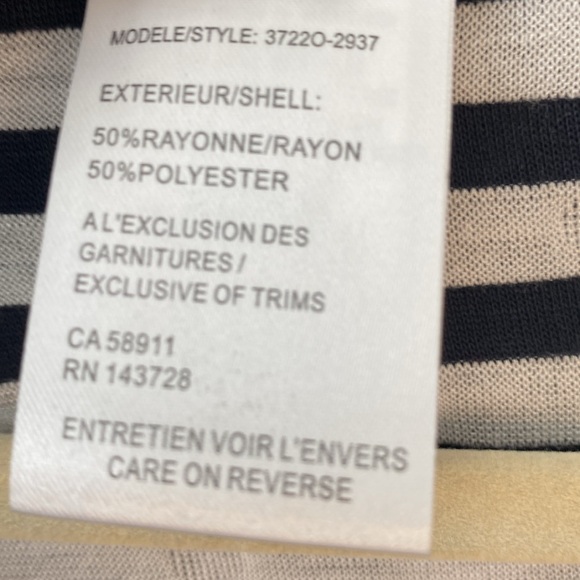 MODELE/STYLE: 3722O-2937
EXTERIEUR/SHELL:
50%RAYONNE/RAYON
50%POLYESTER
A L'EXCLUSION DES
GARNITURES /
EXCLUSIVE OF TRIMS
CA 58911
RN 143728
ENTRETIEN VOIR L'ENVERS
CARE ON REVERSE